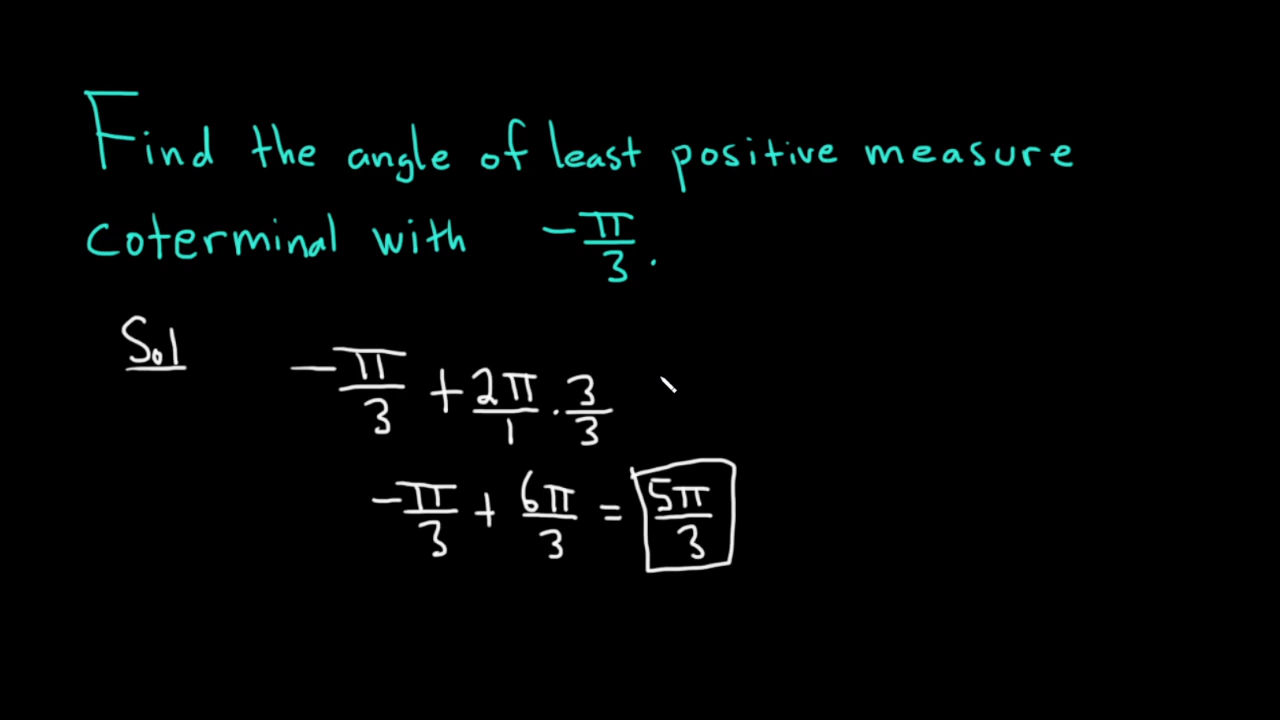 Find the angle of least positive measure
coterminal with -π/3.
Sol
-π/3 + 2π/1 · 3/3
-π/3 + 6π/3 = 5π/3